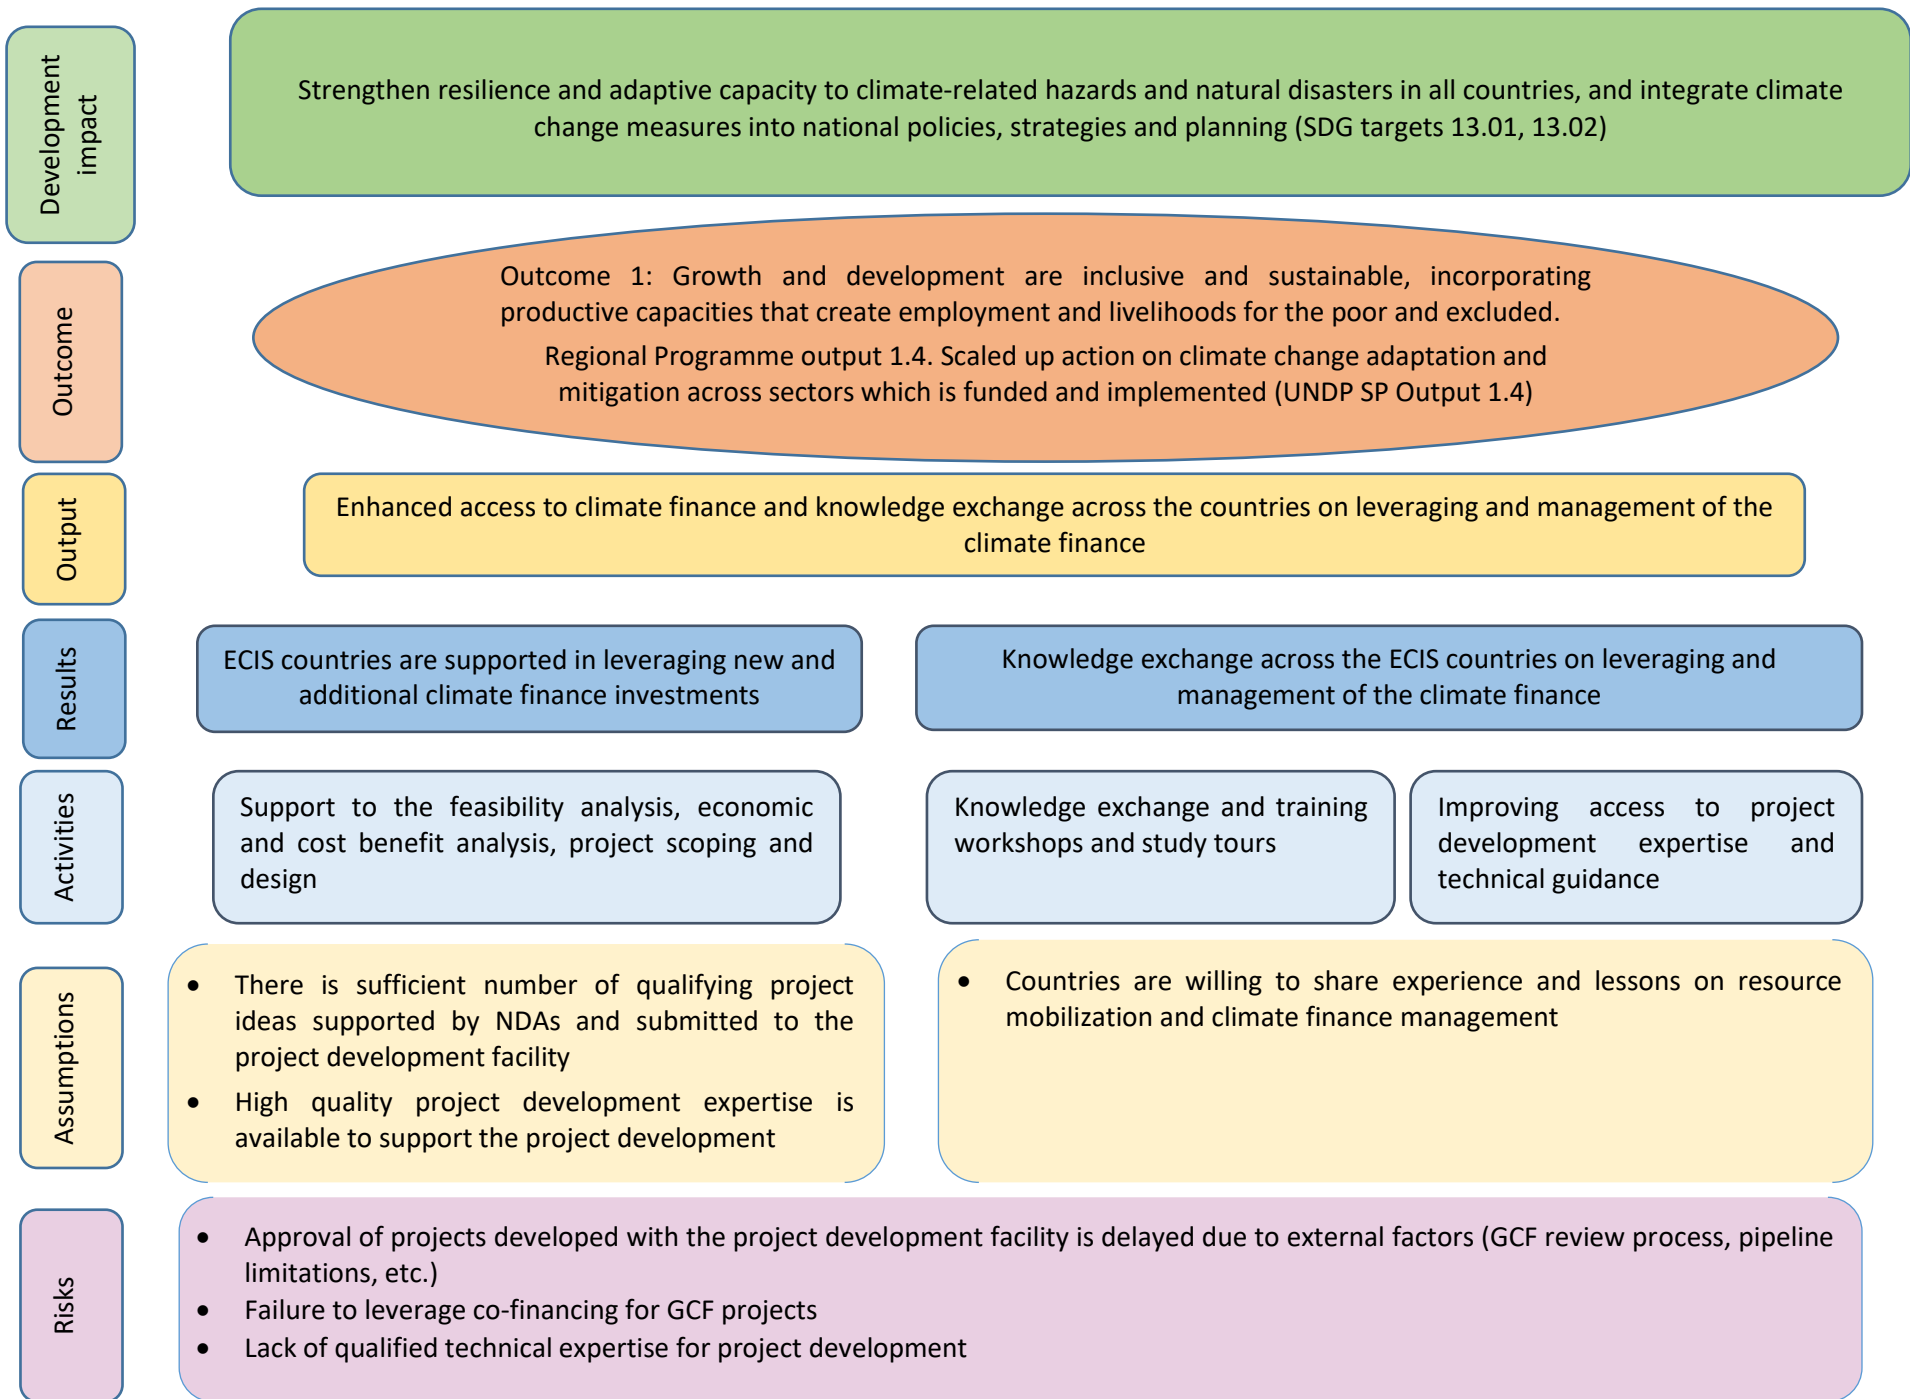 Development
impact
Strengthen resilience and adaptive capacity to climate-related hazards and natural disasters in all countries, and integrate climate
change measures into national policies, strategies and planning (SDG targets 13.01, 13.02)
Outcome
Outcome 1: Growth and development are inclusive and sustainable, incorporating
productive capacities that create employment and livelihoods for the poor and excluded.
Regional Programme output 1.4. Scaled up action on climate change adaptation and
mitigation across sectors which is funded and implemented (UNDP SP Output 1.4)
Output
Enhanced access to climate finance and knowledge exchange across the countries on leveraging and management of the
climate finance
Results
ECIS countries are supported in leveraging new and
additional climate finance investments
Knowledge exchange across the ECIS countries on leveraging and
management of the climate finance
Activities
Support to the feasibility analysis, economic
and cost benefit analysis, project scoping and
design
Knowledge exchange and training
workshops and study tours
Improving access to project
development expertise and
technical guidance
Assumptions
• There is sufficient number of qualifying project
ideas supported by NDAs and submitted to the
project development facility
• High quality project development expertise is
available to support the project development
• Countries are willing to share experience and lessons on resource
mobilization and climate finance management
Risks
• Approval of projects developed with the project development facility is delayed due to external factors (GCF review process, pipeline
limitations, etc.)
• Failure to leverage co-financing for GCF projects
• Lack of qualified technical expertise for project development